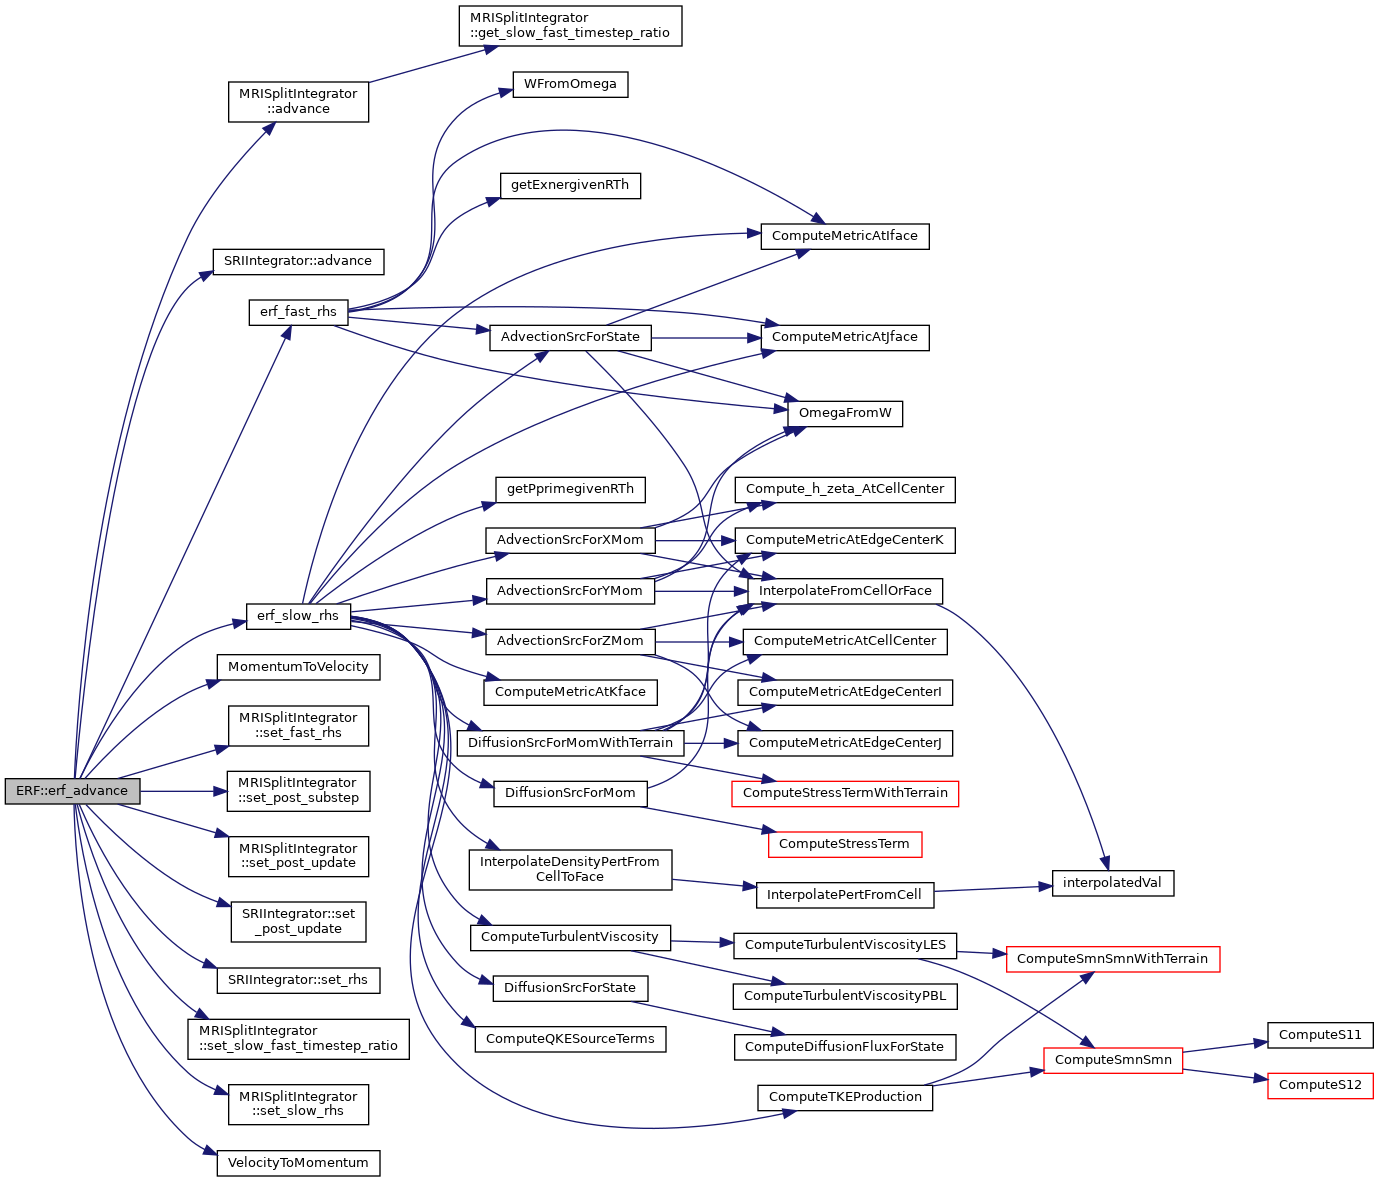 MRISplitIntegrator
::get_slow_fast_timestep_ratio
WFromOmega
MRISplitIntegrator
::advance
getExnergivenRTh
ComputeMetricAtIface
SRIIntegrator::advance
erf_fast_rhs
AdvectionSrcForState
ComputeMetricAtJface
OmegaFromW
getPprimegivenRTh
Compute_h_zeta_AtCellCenter
AdvectionSrcForXMom
ComputeMetricAtEdgeCenterK
AdvectionSrcForYMom
InterpolateFromCellOrFace
erf_slow_rhs
AdvectionSrcForZMom
ComputeMetricAtCellCenter
MomentumToVelocity
ComputeMetricAtKface
ComputeMetricAtEdgeCenterI
MRISplitIntegrator
::set_fast_rhs
DiffusionSrcForMomWithTerrain
ComputeMetricAtEdgeCenterJ
ERF::erf_advance
MRISplitIntegrator
::set_post_substep
DiffusionSrcForMom
ComputeStressTermWithTerrain
MRISplitIntegrator
::set_post_update
ComputeStressTerm
InterpolateDensityPertFrom
CellToFace
InterpolatePertFromCell
interpolatedVal
SRIIntegrator::set
_post_update
ComputeTurbulentViscosity
ComputeTurbulentViscosityLES
ComputeSmnSmnWithTerrain
SRIIntegrator::set_rhs
DiffusionSrcForState
ComputeTurbulentViscosityPBL
MRISplitIntegrator
::set_slow_fast_timestep_ratio
ComputeQKESourceTerms
ComputeDiffusionFluxForState
ComputeSmnSmn
ComputeS11
ComputeS12
MRISplitIntegrator
::set_slow_rhs
ComputeTKEProduction
VelocityToMomentum